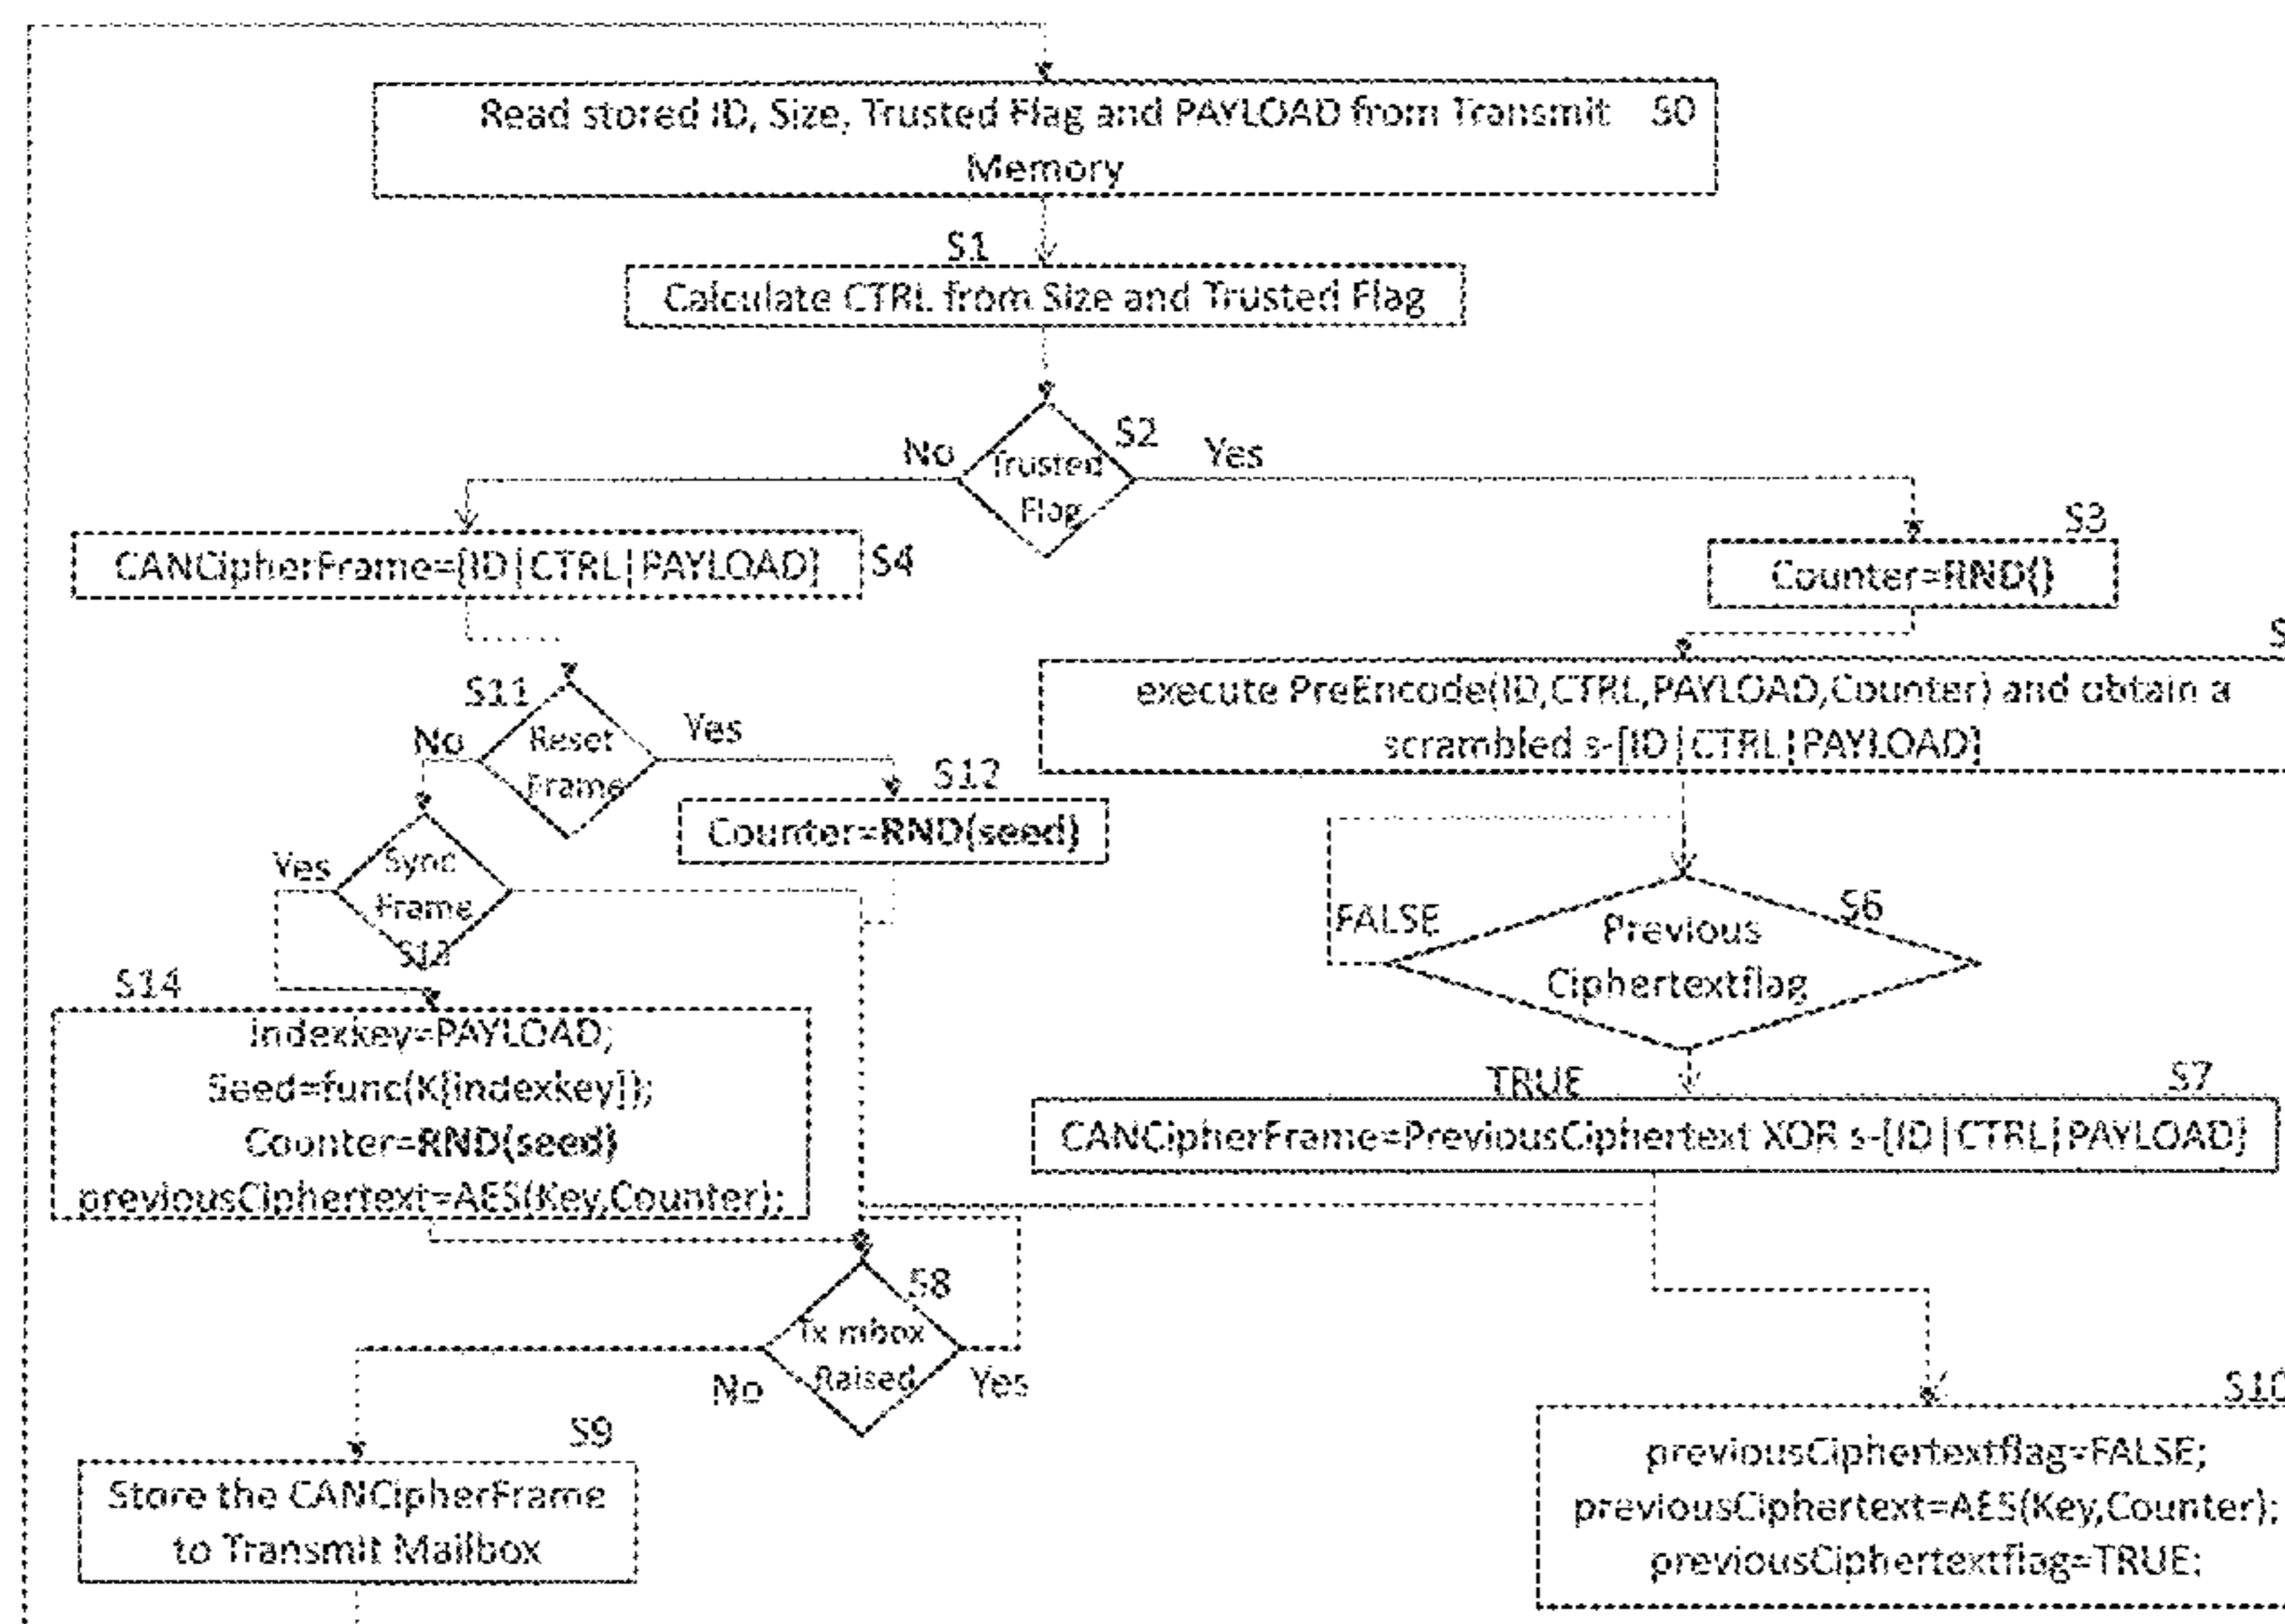 Read stored ID, Size, Trusted Flag and PAYLOAD from Transmit S0
Memory
S1
Calculate CTRL from Size and Trusted Flag
S2
No
Yes
Trusted
Flag
S3
CANCipherFrame=[ID|CTRL|PAYLOAD] S4
Counter=RND()
S
execute PreEncode(ID,CTRL,PAYLOAD,Counter) and obtain a
scrambled s-[ID|CTRL|PAYLOAD]
S11
No
Reset
Frame
Yes
S12
Counter=RND(seed)
Yes
Sync
Frame
S13
FALSE
S6
Previous
Ciphertextflag
S14
indexkey=PAYLOAD;
Seed=func(K[indexkey]);
Counter=RND(seed)
previousCiphertext=AES(Key,Counter);
TRUE
S7
CANCipherFrame=PreviousCiphertext XOR s-[ID|CTRL|PAYLOAD]
S8
Tx mbox
Raised
No
Yes
S9
Store the CANCipherFrame
to Transmit Mailbox
S10
previousCiphertextflag=FALSE;
previousCiphertext=AES(Key,Counter);
previousCiphertextflag=TRUE;